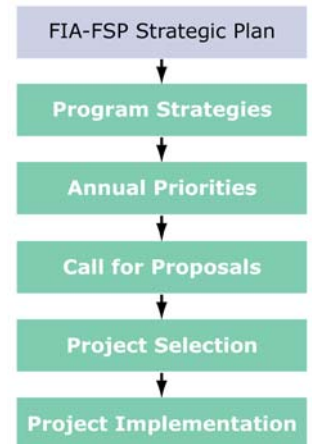 FIA-FSP Strategic Plan
Program Strategies
Annual Priorities
Call for Proposals
Project Selection
Project Implementation